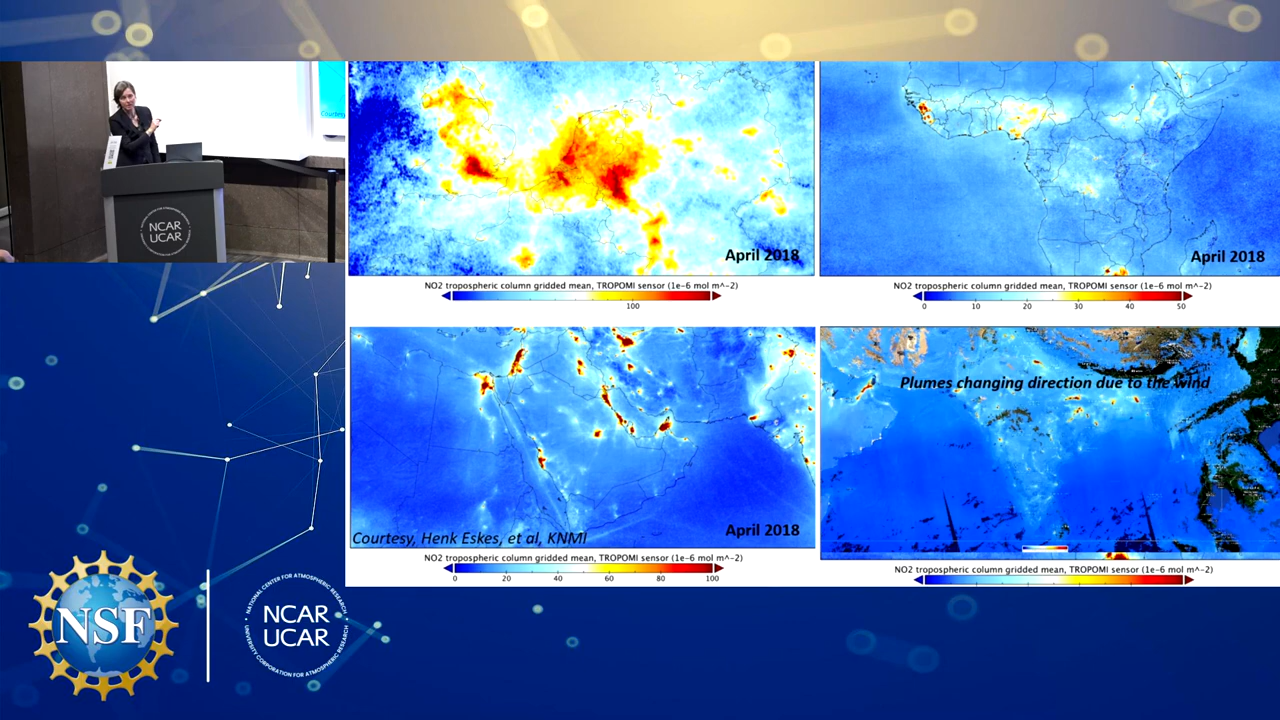 Courtesy
NCAR
UCAR
April 2018
NO2 tropospheric column gridded mean, TROPOMI sensor (1e-6 mol m^-2)
100
April 2018
NO2 tropospheric column gridded mean, TROPOMI sensor (1e-6 mol m^-2)
0 10 20 30 40 50
April 2018
Courtesy, Henk Eskes, et al, KNMI
NO2 tropospheric column gridded mean, TROPOMI sensor (1e-6 mol m^-2)
0 20 40 60 80 100
Plumes changing direction due to the wind
NO2 tropospheric column gridded mean, TROPOMI sensor (1e-6 mol m^-2)
NSF
NATIONAL CENTER FOR ATMOSPHERIC RESEARCH
NCAR
UCAR
UNIVERSITY CORPORATION FOR ATMOSPHERIC RESEARCH